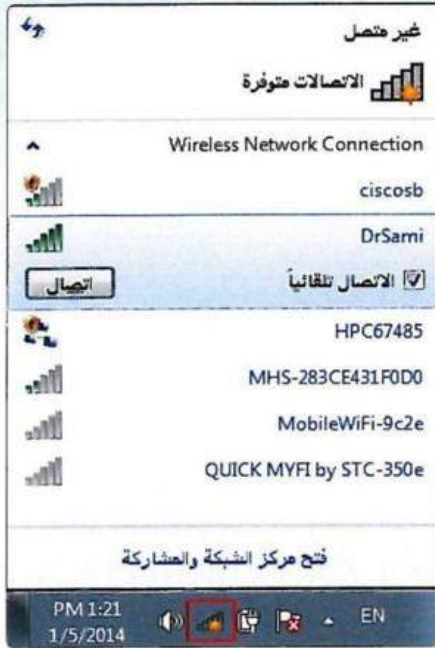 غير متصل
الاتصالات متوفرة
Wireless Network Connection
ciscosb
DrSami
الاتصال تلقائياً
اتصال
HPC67485
MHS-283CE431F0D0
MobileWiFi-9c2e
QUICK MYFI by STC-350e
فتح مركز الشبكة والمشاركة
EN
PM 1:21
1/5/2014